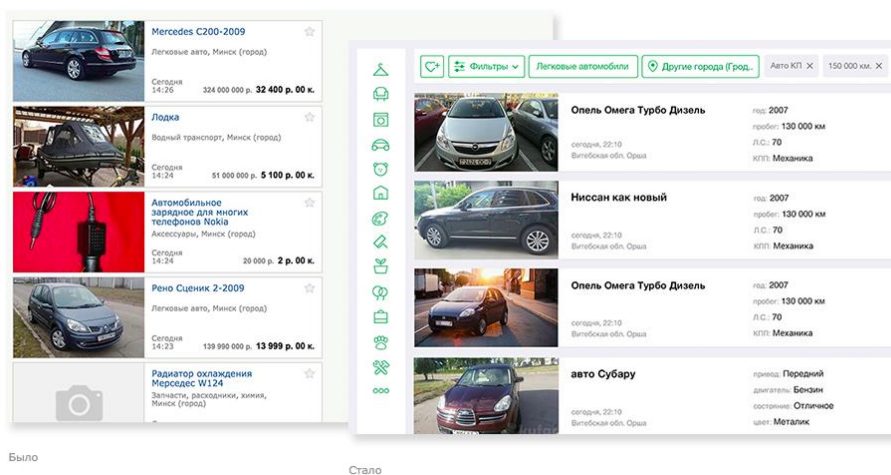 Mercedes C200-2009
Легковые авто, Минск (город)
Сегодня
14:26
324 000 000 р. 32 400 р. 00 к.
Лодка
Водный транспорт, Минск (город)
Сегодня
14:24
51 000 000 р. 5 100 р. 00 к.
Автомобильное
зарядное для многих
телефонов Nokia
Аксессуары, Минск (город)
Сегодня
14:24
20 000 р. 2 р. 00 к.
Рено Сценик 2-2009
Легковые авто, Минск (город)
Сегодня
14:23
139 990 000 р. 13 999 р. 00 к.
Радиатор охлаждения
Мерседес W124
Запчасти, расходники, химия,
Минск (город)
Было
Фильтры
Легковые автомобили
Другие города (Грод..
Авто КП ×
150 000 км. ×
Опель Омега Турбо Дизель
сегодня, 22:10
Витебская обл. Орша
год: 2007
пробег: 130 000 км
Л.С.: 70
КПП: Механика
Ниссан как новый
сегодня, 22:10
Витебская обл. Орша
год: 2007
пробег: 130 000 км
Л.С.: 70
КПП: Механика
Опель Омега Турбо Дизель
сегодня, 22:10
Витебская обл. Орша
год: 2007
пробег: 130 000 км
Л.С.: 70
КПП: Механика
авто Субару
сегодня, 22:10
Витебская обл. Орша
привод: Передний
двигатель: Бензин
состояние: Отличное
цвет: Металик
kufar
Стало